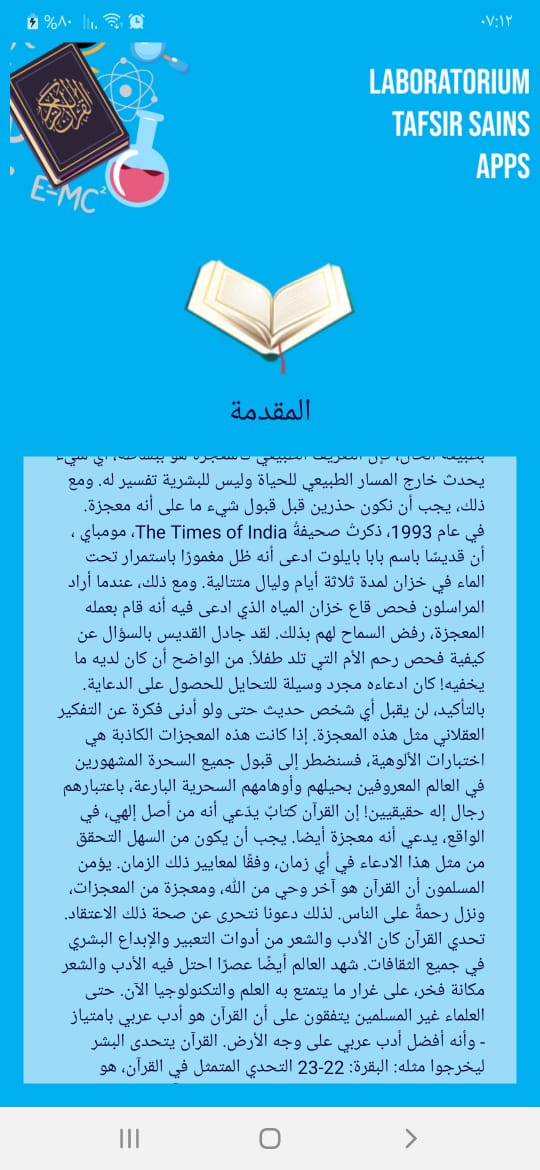 %٨٠
٠٧:١٢
LABORATORIUM
TAFSIR SAINS
APPS
E=MC²
المقدمة
يحدث خارج المسار الطبيعي للحياة وليس للبشرية تفسير له. ومع
ذلك، يجب أن نكون حذرين قبل قبول شيء ما على أنه معجزة.
في عام 1993، ذكرتْ صحيفةُ The Times of India، مومباي ،
أن قديسًا باسم بابا بايلوت ادعى أنه ظل مغمورًا باستمرار تحت
الماء في خزان لمدة ثلاثة أيام وليال متتالية. ومع ذلك، عندما أراد
المراسلون فحص قاع خزان المياه الذي ادعى فيه أنه قام بعمله
المعجزة، رفض السماح لهم بذلك. لقد جادل القديس بالسؤال عن
كيفية فحص رحم الأم التي تلد طفلاً. من الواضح أن كان لديه ما
يخفيه! كان ادعاءه مجرد وسيلة للتحايل للحصول على الدعاية.
بالتأكيد، لن يقبل أي شخص حديث حتى ولو أدنى فكرة عن التفكير
العقلاني مثل هذه المعجزة. إذا كانت هذه المعجزات الكاذبة هي
اختبارات الألوهية، فسنضطر إلى قبول جميع السحرة المشهورين
في العالم المعروفين بحيلهم وأوهامهم السحرية البارعة، باعتبارهم
رجال إله حقيقيين! إن القرآن كتابٌ يدّعي أنه من أصل إلهي، في
الواقع، يدعي أنه معجزة أيضا. يجب أن يكون من السهل التحقق
من مثل هذا الادعاء في أي زمان، وفقًا لمعايير ذلك الزمان. يؤمن
المسلمون أن القرآن هو آخر وحي من الله، ومعجزة من المعجزات،
ونزل رحمةً على الناس. لذلك دعونا نتحرى عن صحة ذلك الاعتقاد.
تحدي القرآن كان الأدب والشعر من أدوات التعبير والإبداع البشري
في جميع الثقافات. شهد العالم أيضًا عصرًا احتل فيه الأدب والشعر
مكانة فخر، على غرار ما يتمتع به العلم والتكنولوجيا الآن. حتى
العلماء غير المسلمين يتفقون على أن القرآن هو أدب عربي بامتياز
- وأنه أفضل أدب عربي على وجه الأرض. القرآن يتحدى البشر
ليخرجوا مثله: البقرة: 22-23 التحدي المتمثل في القرآن، هو